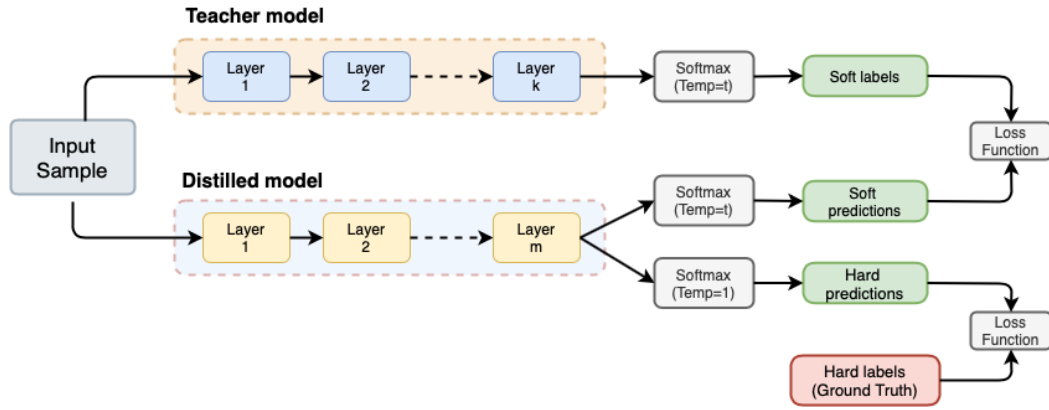 Teacher model
Layer
1
Layer
2
Layer
k
Softmax
(Temp=t)
Soft labels
Input
Sample
Loss
Function
Distilled model
Layer
1
Layer
2
Layer
m
Softmax
(Temp=t)
Soft
predictions
Softmax
(Temp=1)
Hard
predictions
Loss
Function
Hard labels
(Ground Truth)